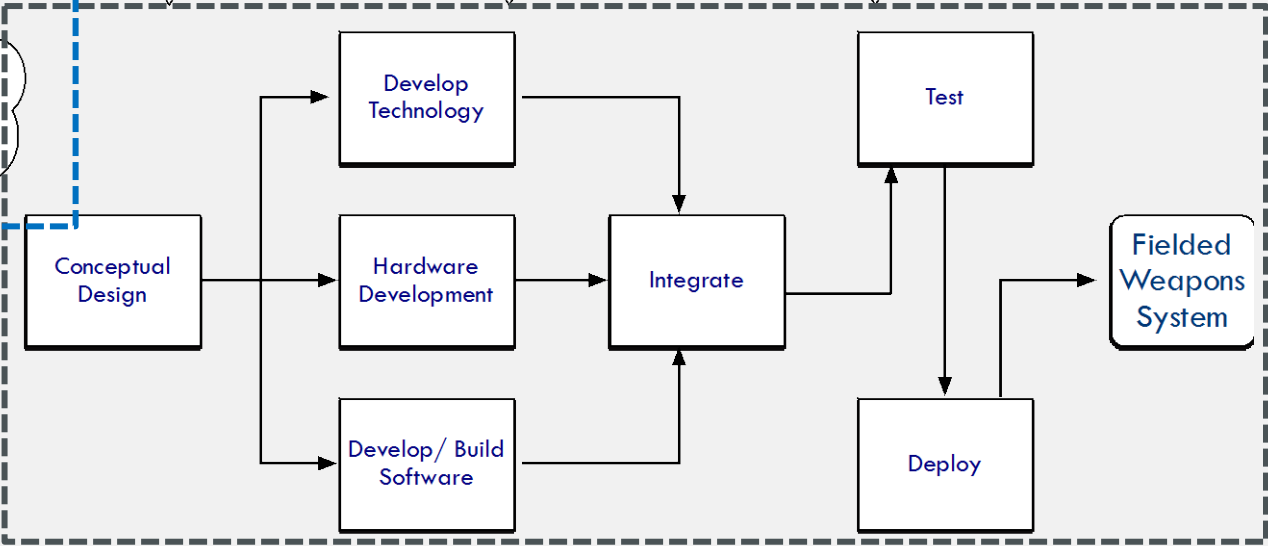 Develop
Technology
Test
Conceptual
Design
Hardware
Development
Integrate
Fielded
Weapons
System
Develop/ Build
Software
Deploy